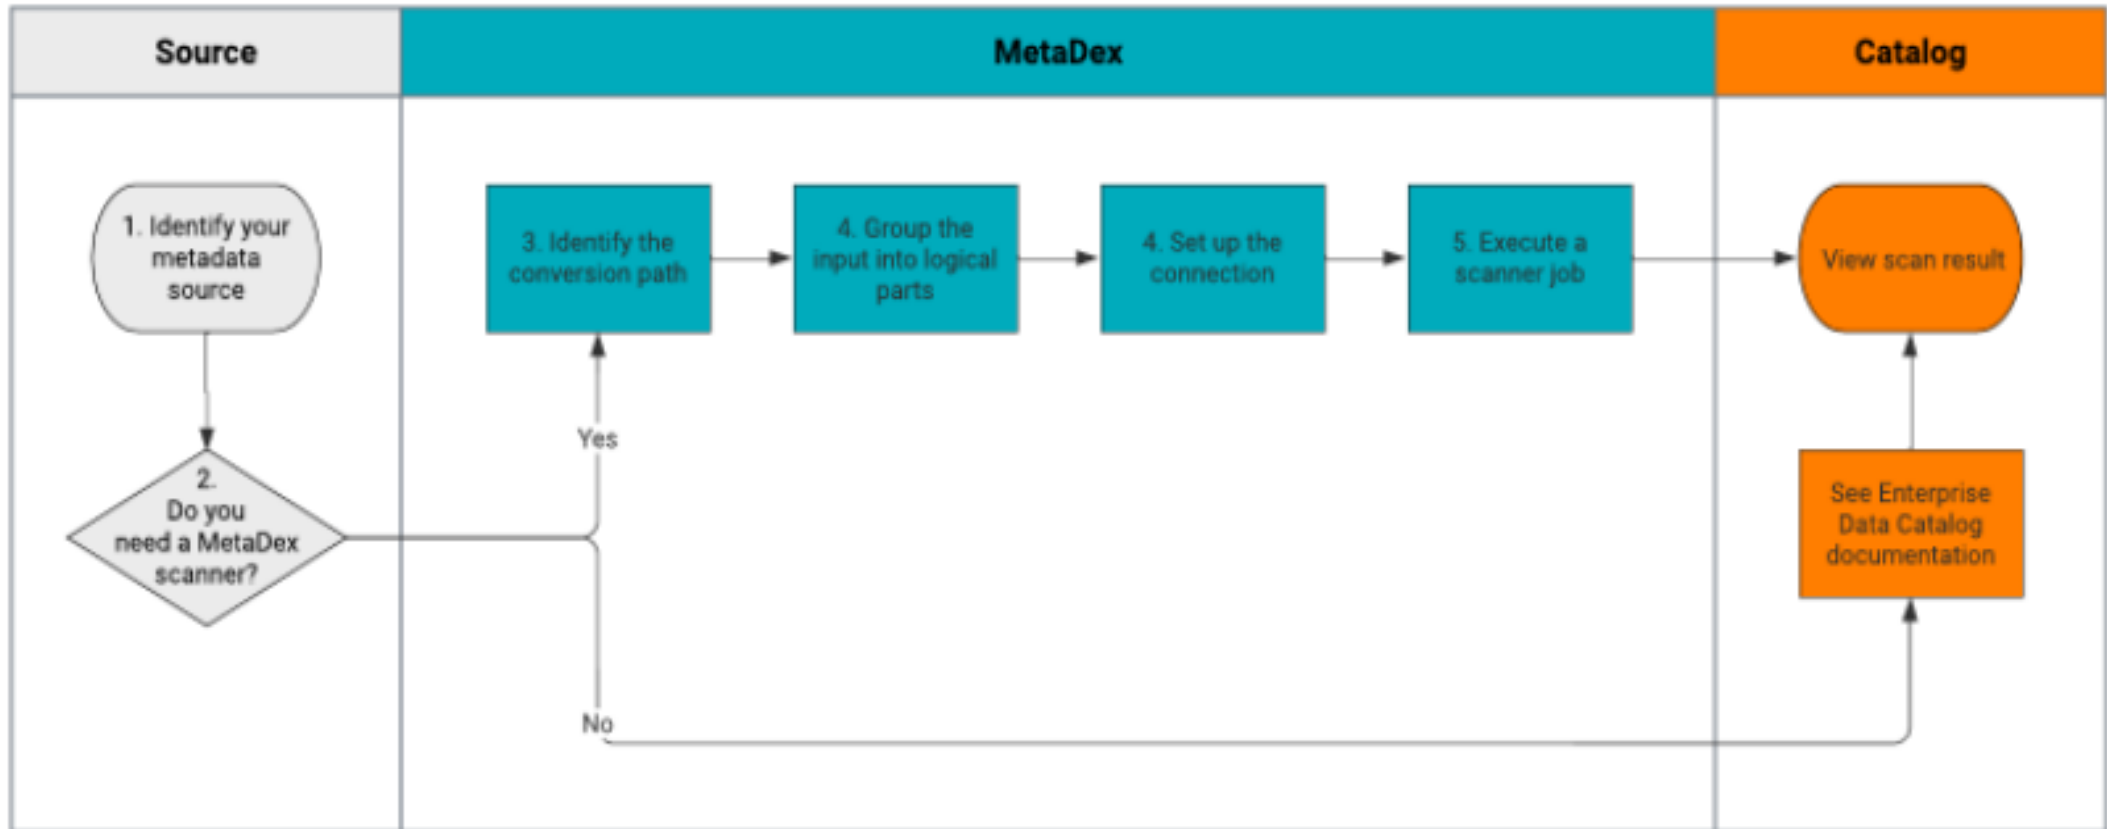 Source
MetaDex
Catalog
1. Identify your
metadata
source
3. Identify the
conversion path
4. Group the
input into logical
parts
4. Set up the
connection
5. Execute a
scanner job
View scan result
Yes
2.
Do you
need a MetaDex
scanner?
See Enterprise
Data Catalog
documentation
No